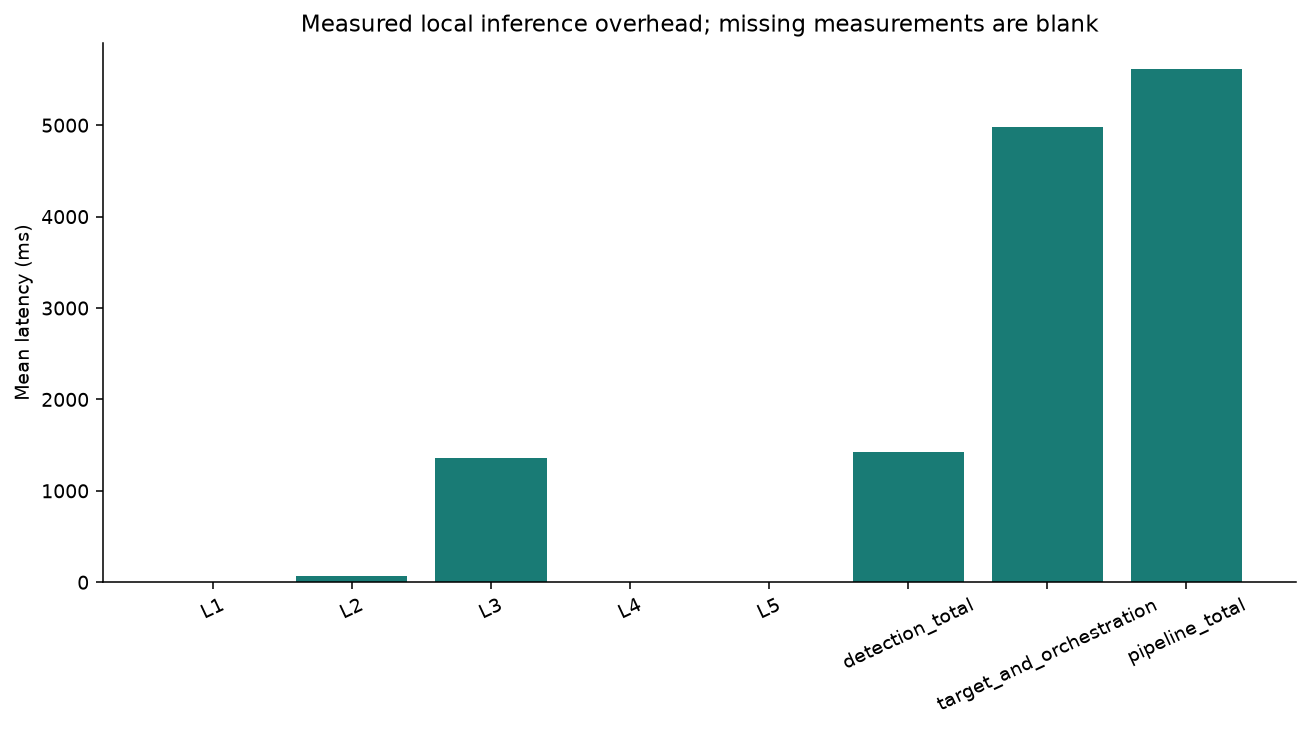 Measured local inference overhead; missing measurements are blank
Mean latency (ms)
5000
4000
3000
2000
1000
0
L1
L2
L3
L4
L5
detection_total
target_and_orchestration
pipeline_total